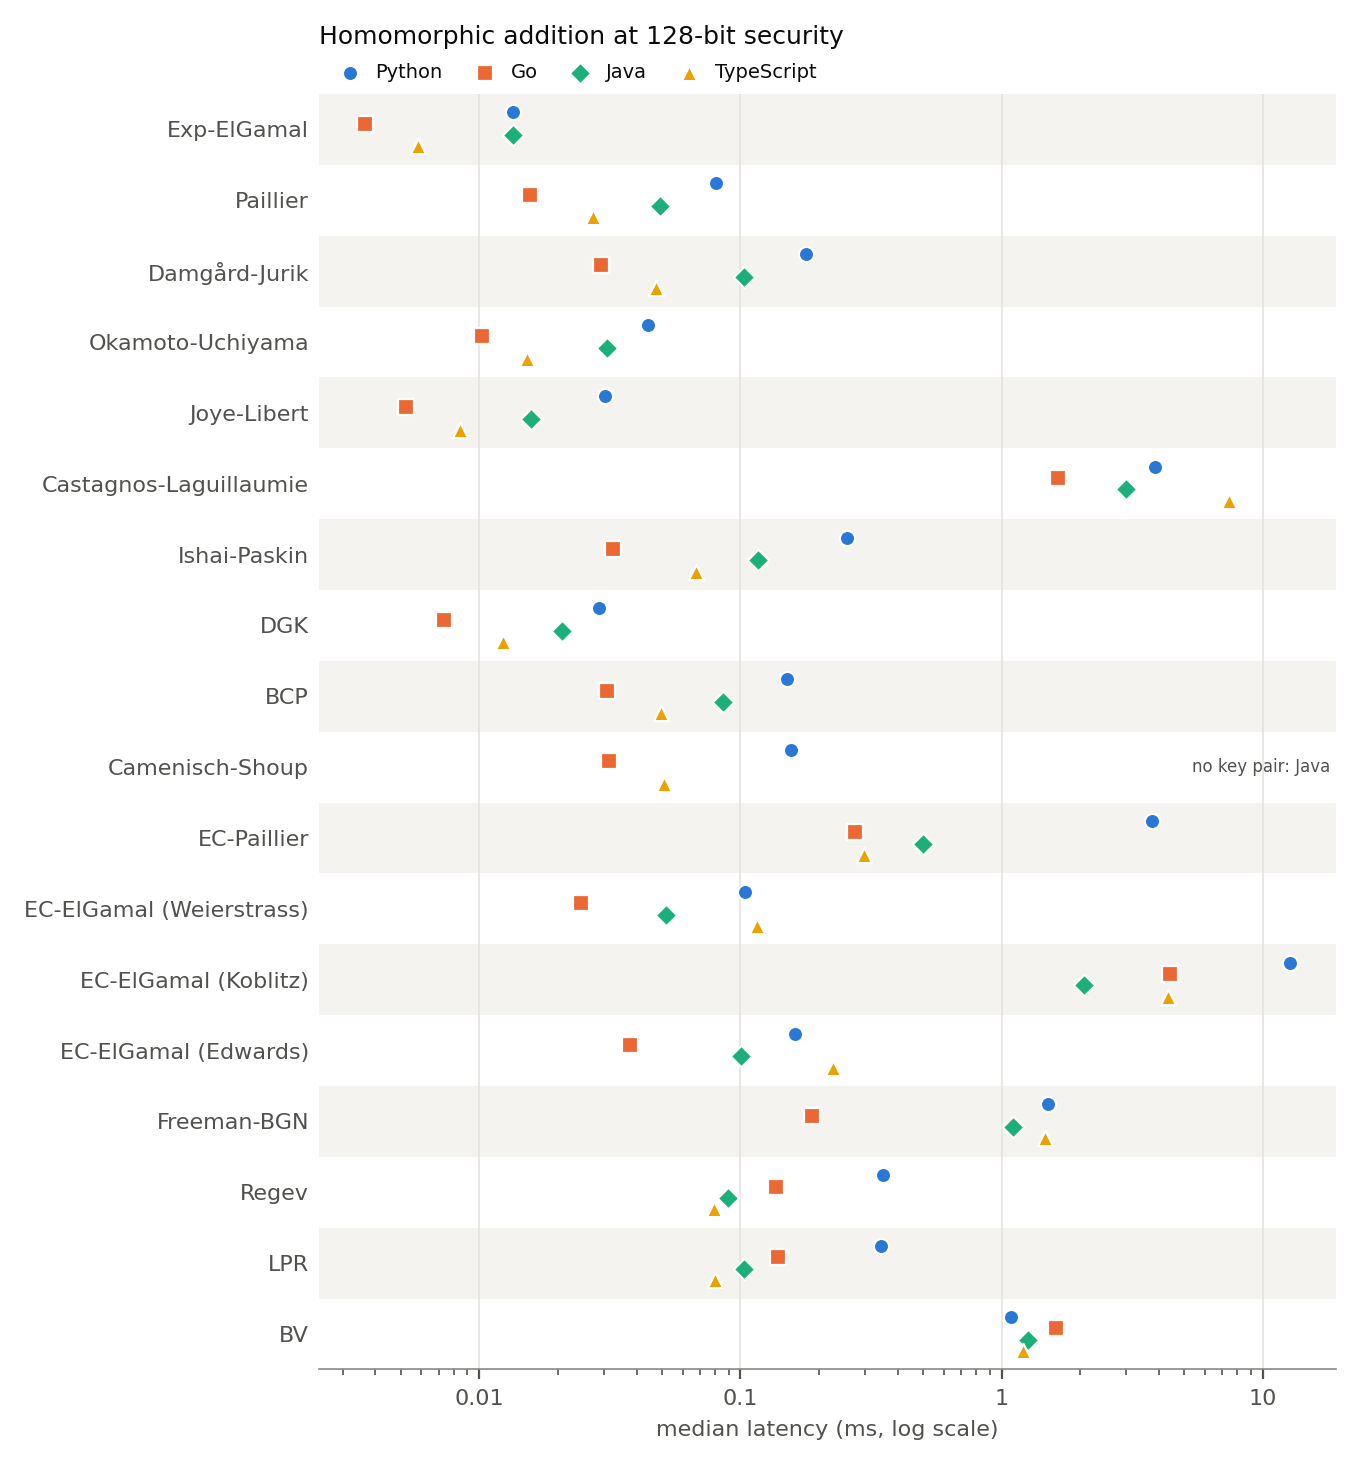 Homomorphic addition at 128-bit security
Python Go Java TypeScript
Exp-ElGamal
Paillier
Damgård-Jurik
Okamoto-Uchiyama
Joye-Libert
Castagnos-Laguillaumie
Ishai-Paskin
DGK
BCP
Camenisch-Shoup
no key pair: Java
EC-Paillier
EC-ElGamal (Weierstrass)
EC-ElGamal (Koblitz)
EC-ElGamal (Edwards)
Freeman-BGN
Regev
LPR
BV
0.01 0.1 1 10
median latency (ms, log scale)